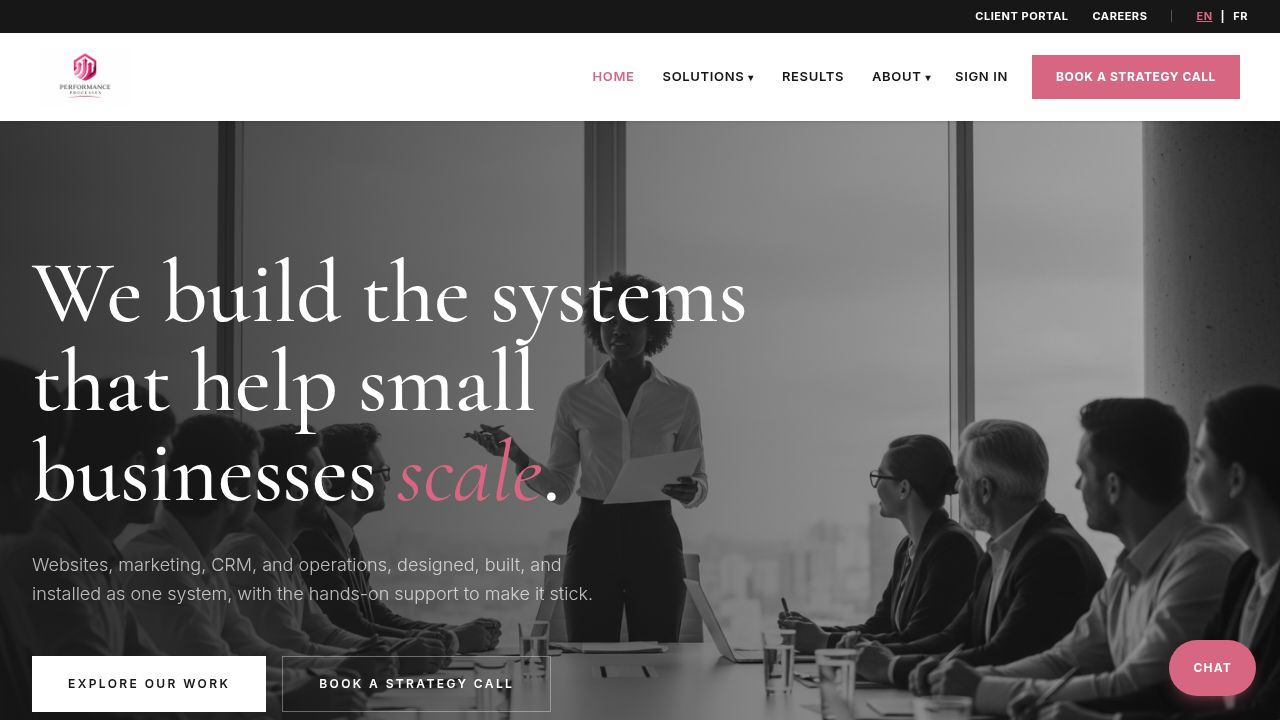 CLIENT PORTAL CAREERS EN | FR
PERFORMANCE
PROCESSES
HOME SOLUTIONS ▾ RESULTS ABOUT ▾ SIGN IN BOOK A STRATEGY CALL
We build the systems
that help small
businesses scale.
Websites, marketing, CRM, and operations, designed, built, and
installed as one system, with the hands-on support to make it stick.
EXPLORE OUR WORK BOOK A STRATEGY CALL
CHAT